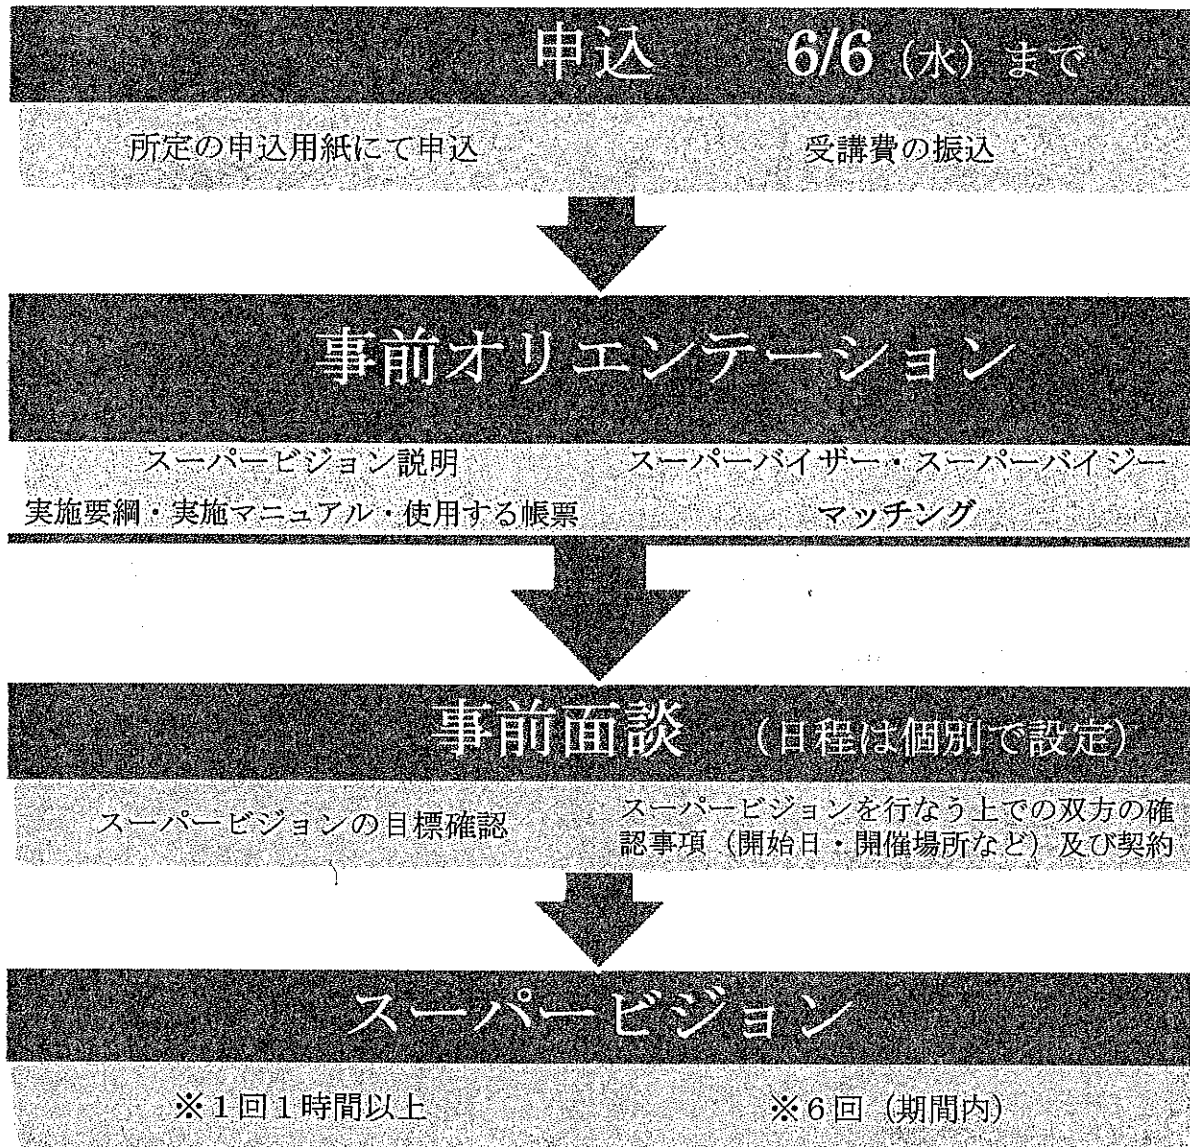 申込 6/6（水）まで
所定の申込用紙にて申込 受講費の振込
事前オリエンテーション
スーパービジョン説明 スーパーバイザー・スーパーバイジー
実施要綱・実施マニュアル・使用する帳票 マッチング
事前面談 （日程は個別で設定）
スーパービジョンの目標確認
スーパービジョンを行なう上での双方の確
認事項（開始日・開催場所など）及び契約
スーパービジョン
※１回１時間以上 ※６回（期間内）